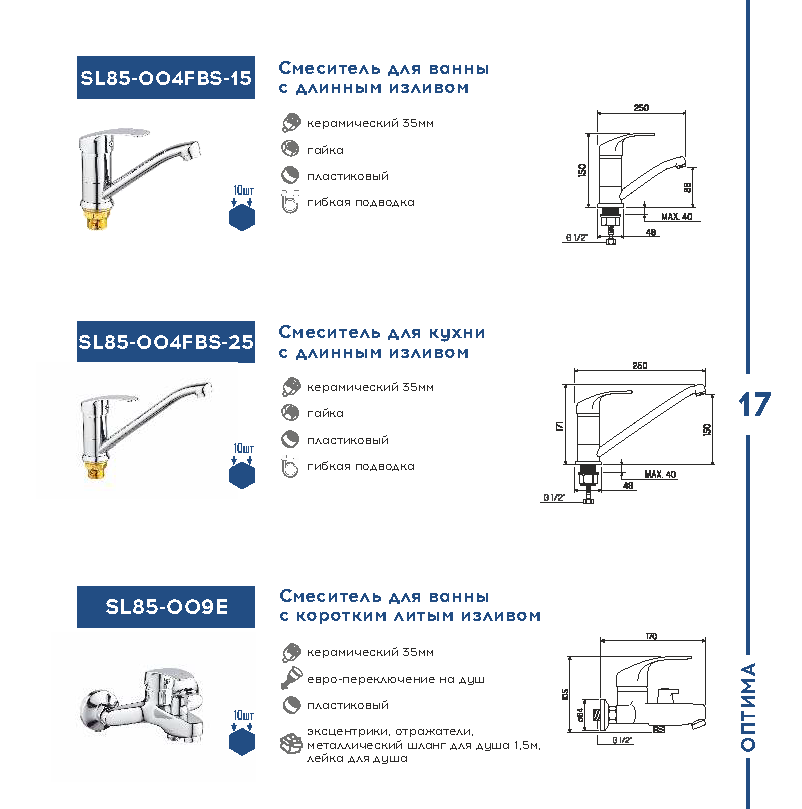 SL85-004FBS-15
Смеситель для ванны
с длинным изливом
керамический 35мм
гайка
пластиковый
гибкая подводка
10шт
250
150
88
MAX. 40
48
G 1/2"
SL85-004FBS-25
Смеситель для кухни
с длинным изливом
керамический 35мм
гайка
пластиковый
гибкая подводка
10шт
171
150
MAX. 40
48
G 1/2"
17
SL85-009E
Смеситель для ванны
с коротким литым изливом
керамический 35мм
евро-переключение на душ
пластиковый
эксцентрики, отражатели,
металлический шланг для душа 1,5м,
лейка для душа
10шт
170
G 1/2"
ОПТИМА